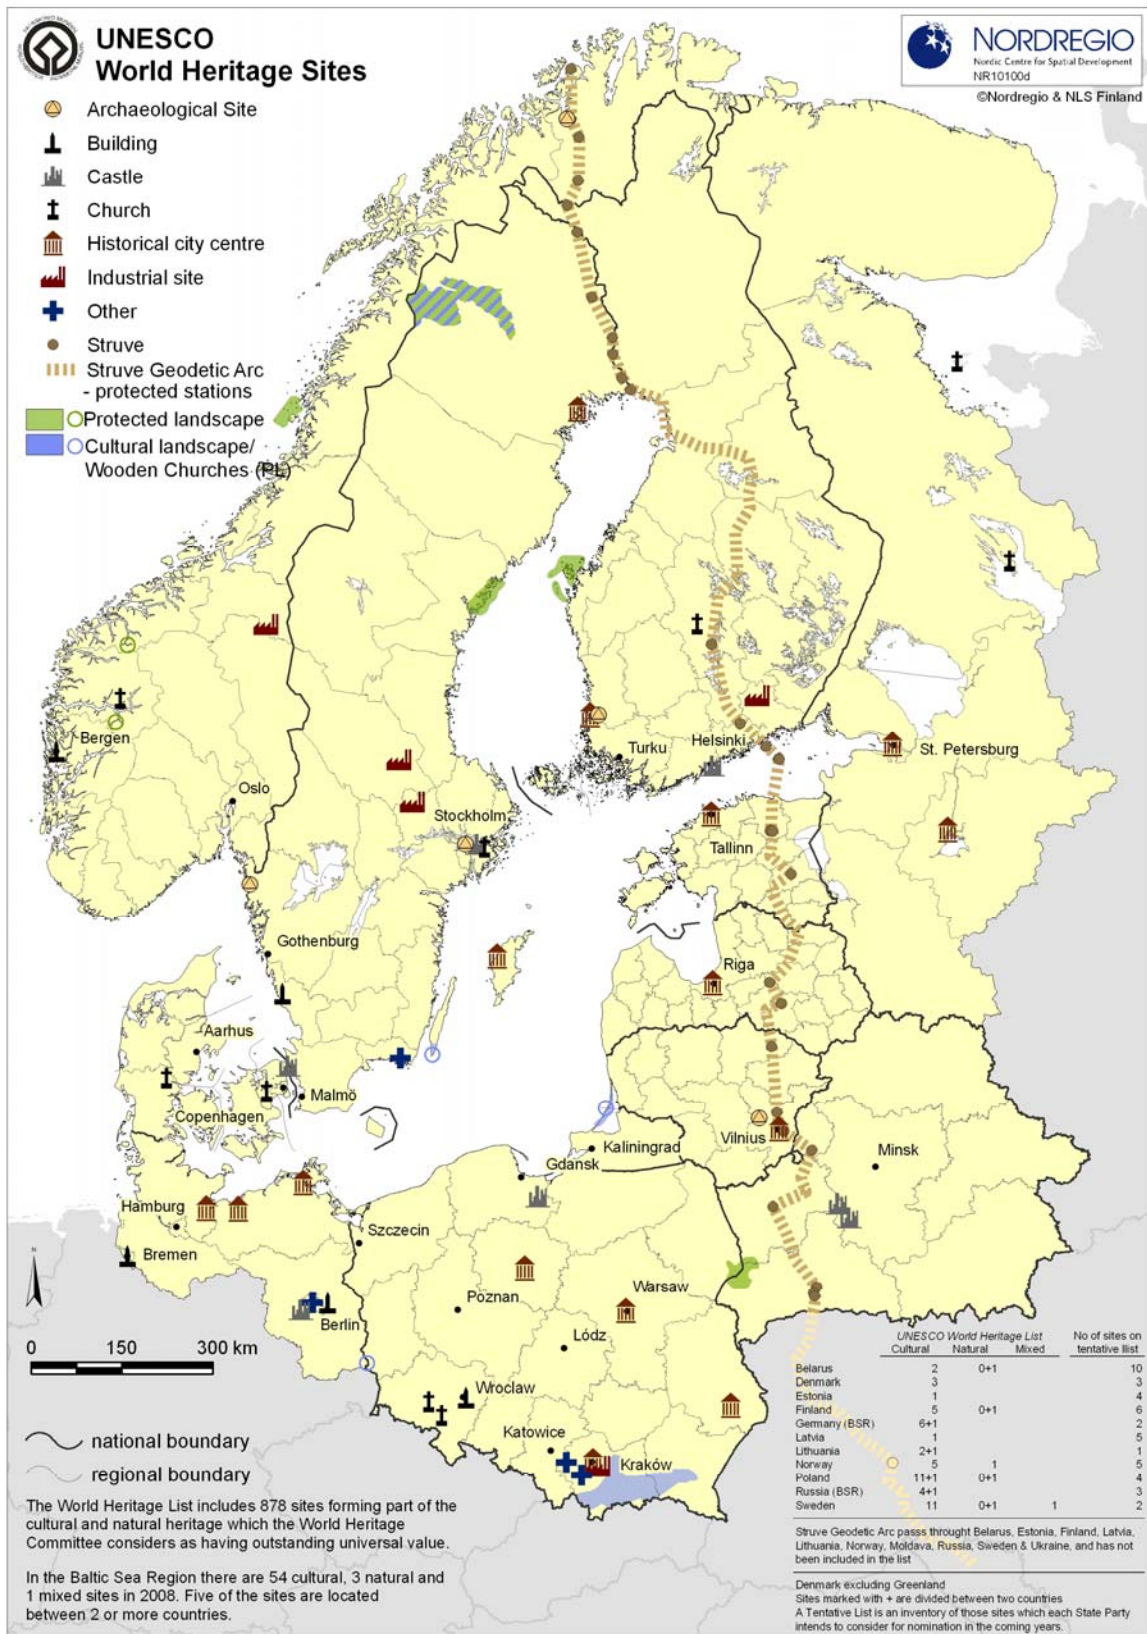 UNESCO
World Heritage Sites
Archaeological Site
Building
Castle
Church
Historical city centre
Industrial site
Other
Struve
Struve Geodetic Arc
- protected stations
Protected landscape
Cultural landscape/
Wooden Churches (PL)
NORDREGIO
Nordic Centre for Spatial Development
NR10100d
©Nordregio & NLS Finland
Bergen
Oslo
Stockholm
Turku
Helsinki
St. Petersburg
Tallinn
Gothenburg
Riga
Aarhus
Copenhagen
Malmö
Vilnius
Kaliningrad
Minsk
Gdansk
Hamburg
Szczecin
Bremen
Poznan
Warsaw
Berlin
Lódz
Wroclaw
Katowice
Kraków
N
0 150 300 km
national boundary
regional boundary
The World Heritage List includes 878 sites forming part of the
cultural and natural heritage which the World Heritage
Committee considers as having outstanding universal value.
In the Baltic Sea Region there are 54 cultural, 3 natural and
1 mixed sites in 2008. Five of the sites are located
between 2 or more countries.
UNESCO World Heritage List No of sites on
Cultural Natural Mixed tentative llist
Belarus 2 0+1 10
Denmark 3 3
Estonia 1 4
Finland 5 0+1 6
Germany (BSR) 6+1 2
Latvia 1 5
Lithuania 2+1 1
Norway 5 1 5
Poland 11+1 0+1 4
Russia (BSR) 4+1 3
Sweden 11 0+1 1 2
Struve Geodetic Arc passs throught Belarus, Estonia, Finland, Latvia,
Lithuania, Norway, Moldava, Russia, Sweden & Ukraine, and has not
been included in the list
Denmark excluding Greenland
Sites marked with + are divided between two countries
A Tentative List is an inventory of those sites which each State Party
intends to consider for nomination in the coming years.